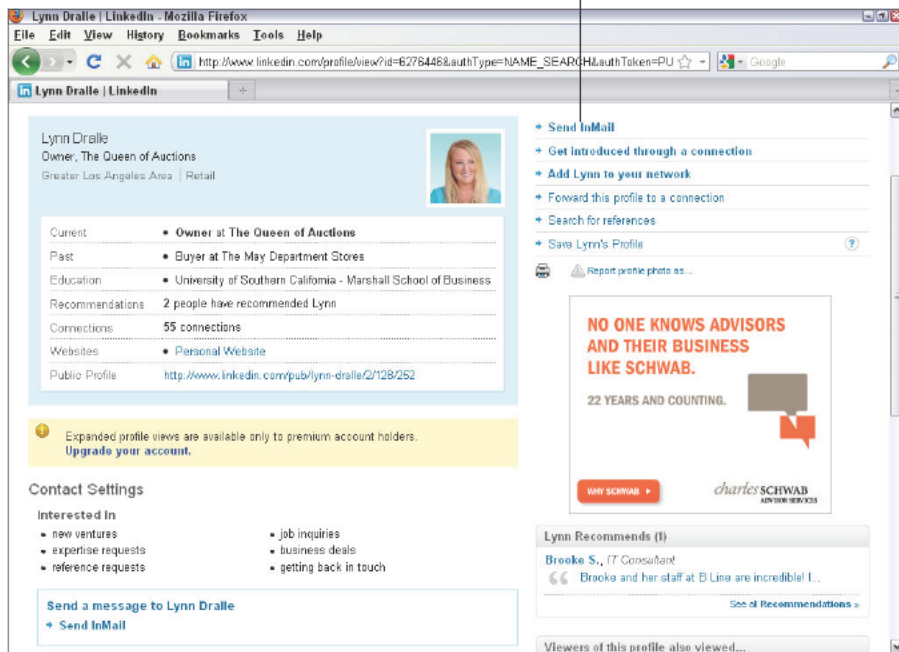 Lynn Dralle | LinkedIn - Mozilla Firefox
File Edit View History Bookmarks Tools Help
http://www.linkedin.com/profile/view?id=6276446&authType=NAME_SEARCH&authToken=PU
Google
Lynn Dralle | LinkedIn
Lynn Dralle
Owner, The Queen of Auctions
Greater Los Angeles Area | Retail
Current • Owner at The Queen of Auctions
Past • Buyer at The May Department Stores
Education • University of Southern California - Marshall School of Business
Recommendations 2 people have recommended Lynn
Connections 55 connections
Websites • Personal Website
Public Profile http://www.linkedin.com/pub/lynn-dralle/2/128/252
Expanded profile views are available only to premium account holders.
Upgrade your account.
Contact Settings
Interested In
• new ventures
• expertise requests
• reference requests
• job inquiries
• business deals
• getting back in touch
Send a message to Lynn Dralle
Send InMail
Send InMail
Get introduced through a connection
Add Lynn to your network
Forward this profile to a connection
Search for references
Save Lynn's Profile ?
Report profile photo as...
NO ONE KNOWS ADVISORS
AND THEIR BUSINESS
LIKE SCHWAB.
22 YEARS AND COUNTING.
WHY SCHWAB
charles SCHWAB
ADVISOR SERVICES
Lynn Recommends (1)
Brooke S., IT Consultant
Brooke and her staff at B Line are incredible! I...
See all Recommendations »
Viewers of this profile also viewed...